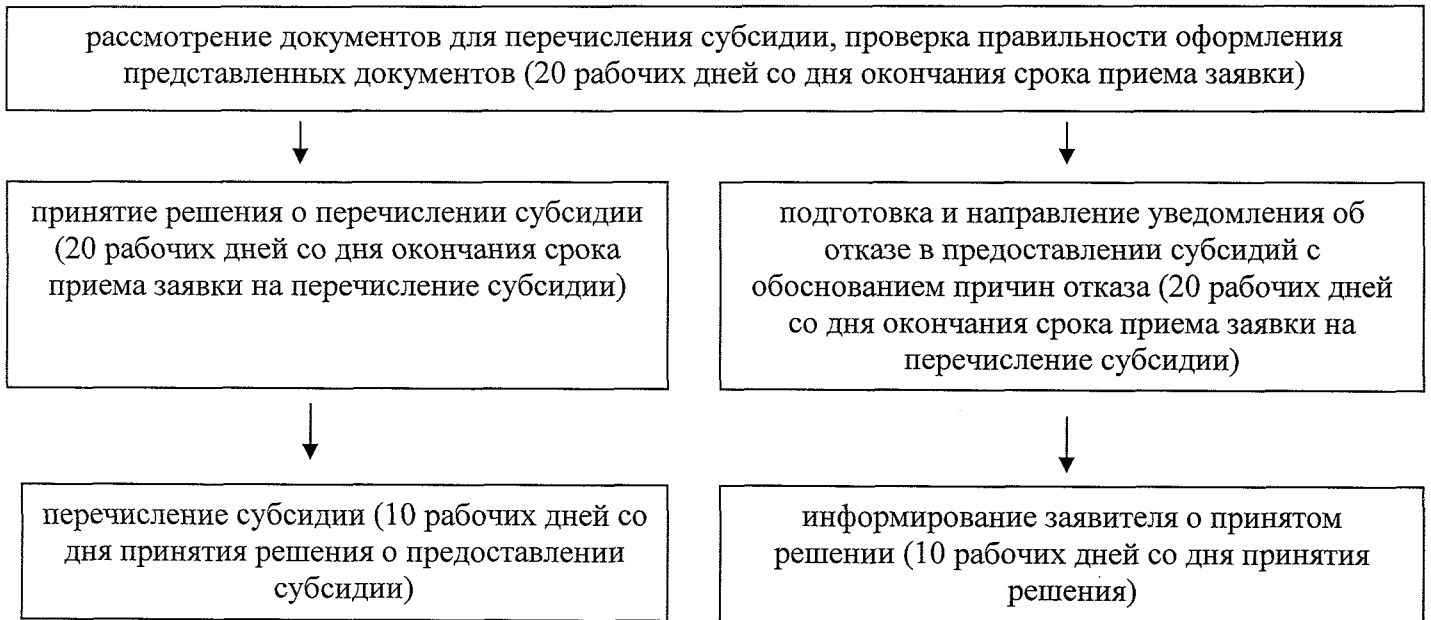 рассмотрение документов для перечисления субсидии, проверка правильности оформления
представленных документов (20 рабочих дней со дня окончания срока приема заявки)
принятие решения о перечислении субсидии
(20 рабочих дней со дня окончания срока
приема заявки на перечисление субсидии)
подготовка и направление уведомления об
отказе в предоставлении субсидий с
обоснованием причин отказа (20 рабочих дней
со дня окончания срока приема заявки на
перечисление субсидии)
перечисление субсидии (10 рабочих дней со
дня принятия решения о предоставлении
субсидии)
информирование заявителя о принятом
решении (10 рабочих дней со дня принятия
решения)